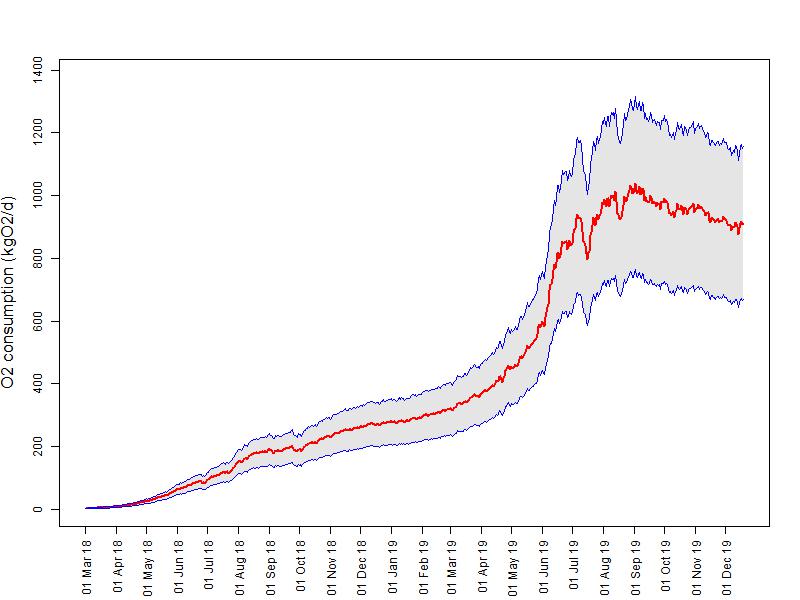 O2 consumption (kgO2/d)
1400
1200
1000
800
600
400
200
0
01 Mar 18
01 Apr 18
01 May 18
01 Jun 18
01 Jul 18
01 Aug 18
01 Sep 18
01 Oct 18
01 Nov 18
01 Dec 18
01 Jan 19
01 Feb 19
01 Mar 19
01 Apr 19
01 May 19
01 Jun 19
01 Jul 19
01 Aug 19
01 Sep 19
01 Oct 19
01 Nov 19
01 Dec 19